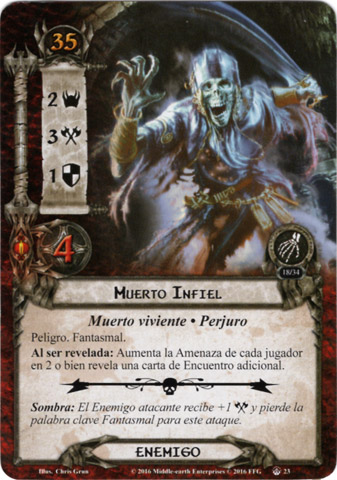 35
2
3
1
4
18/34
Muerto Infiel
Muerto viviente • Perjuro
Peligro. Fantasmal.
Al ser revelada: Aumenta la Amenaza de cada jugador
en 2 o bien revela una carta de Encuentro adicional.
Sombra: El Enemigo atacante recibe +1 y pierde la
palabra clave Fantasmal para este ataque.
ENEMIGO
Illus. Chris Grun © 2016 Middle-earth Enterprises © 2016 FFG 23